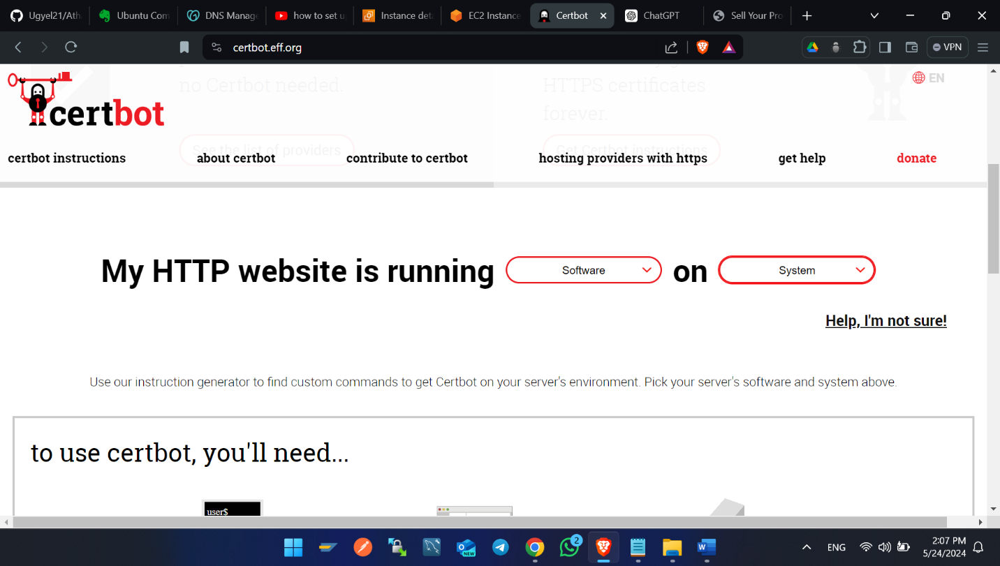 Ugyel21/Ath
Ubuntu Com
DNS Manage
how to set u
Instance det
EC2 Instance
Certbot
ChatGPT
Sell Your Pro
certbot.eff.org
VPN
no Certbot needed.
HTTPS certificates
forever.
EN
certbot
See the list of providers
Get Certbot instructions
certbot instructions
about certbot
contribute to certbot
hosting providers with https
get help
donate
My HTTP website is running
Software
on
System
Help, I'm not sure!
Use our instruction generator to find custom commands to get Certbot on your server's environment. Pick your server's software and system above.
to use certbot, you'll need...
user$
NEW
2
W
ENG
2:07 PM
5/24/2024